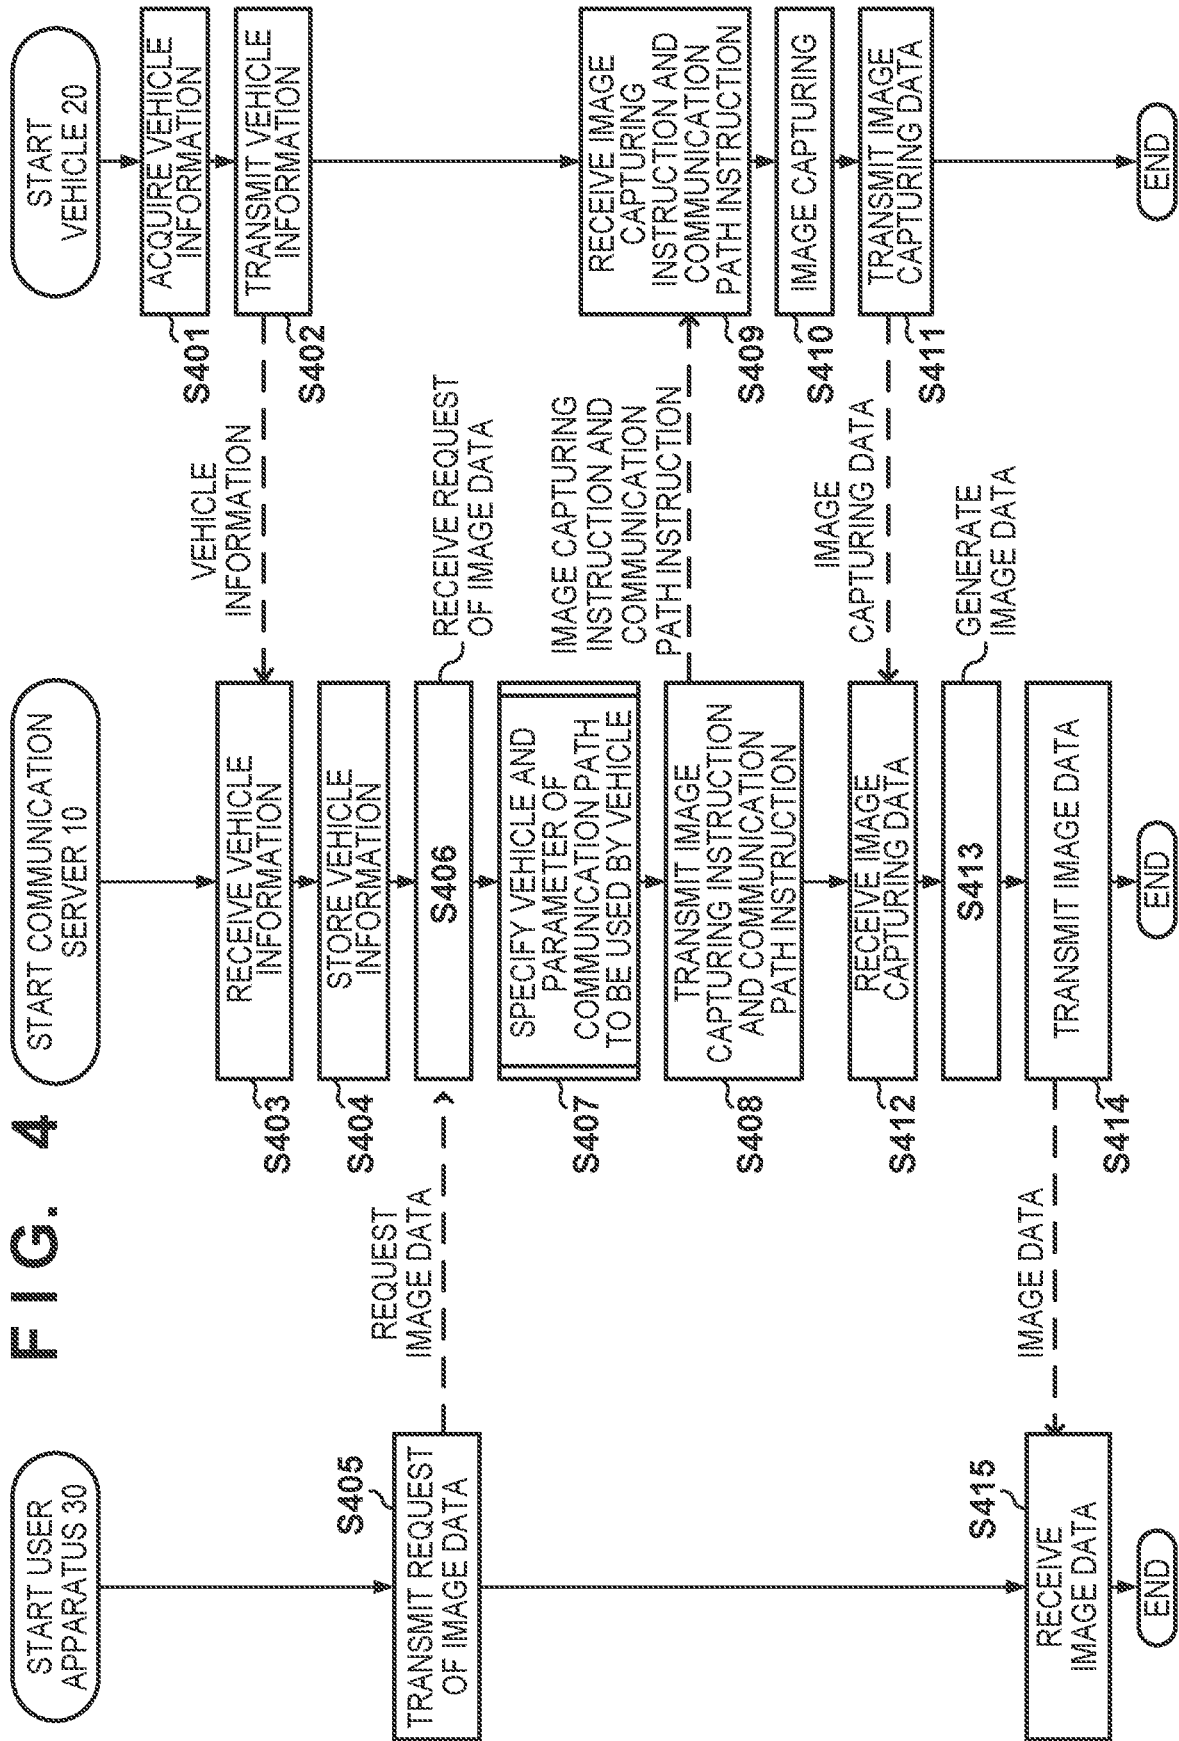 FIG. 4
START USER
APPARATUS 30
S405
TRANSMIT REQUEST
OF IMAGE DATA
S415
RECEIVE
IMAGE DATA
END
REQUEST
IMAGE DATA
IMAGE DATA
START COMMUNICATION
SERVER 10
S403
RECEIVE VEHICLE
INFORMATION
S404
STORE VEHICLE
INFORMATION
S406
RECEIVE REQUEST
OF IMAGE DATA
S407
SPECIFY VEHICLE AND
PARAMETER OF
COMMUNICATION PATH
TO BE USED BY VEHICLE
S408
TRANSMIT IMAGE
CAPTURING INSTRUCTION
AND COMMUNICATION
PATH INSTRUCTION
S412
RECEIVE IMAGE
CAPTURING DATA
S413
GENERATE
IMAGE DATA
S414
TRANSMIT IMAGE DATA
END
VEHICLE
INFORMATION
IMAGE CAPTURING
INSTRUCTION AND
COMMUNICATION
PATH INSTRUCTION
IMAGE
CAPTURING DATA
START
VEHICLE 20
S401
ACQUIRE VEHICLE
INFORMATION
S402
TRANSMIT VEHICLE
INFORMATION
S409
RECEIVE IMAGE
CAPTURING
INSTRUCTION AND
COMMUNICATION
PATH INSTRUCTION
S410
IMAGE CAPTURING
S411
TRANSMIT IMAGE
CAPTURING DATA
END